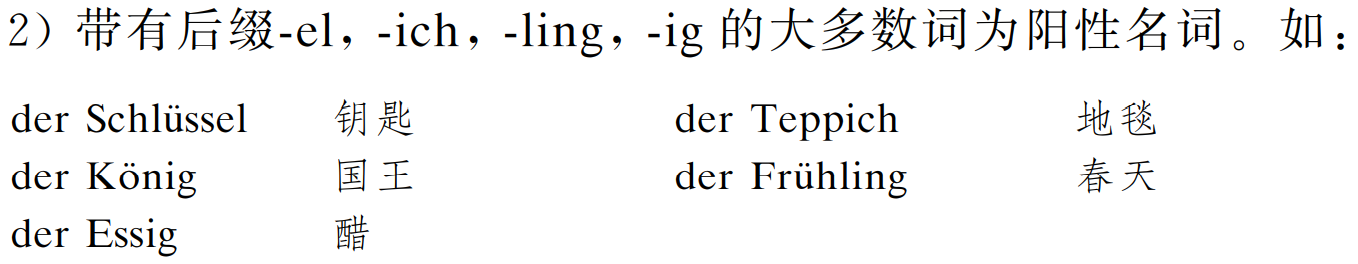 2）带有后缀-el，-ich，-ling，-ig 的大多数词为阳性名词。如：
der Schlüssel 钥匙 der Teppich 地毯
der König 国王 der Frühling 春天
der Essig 醋